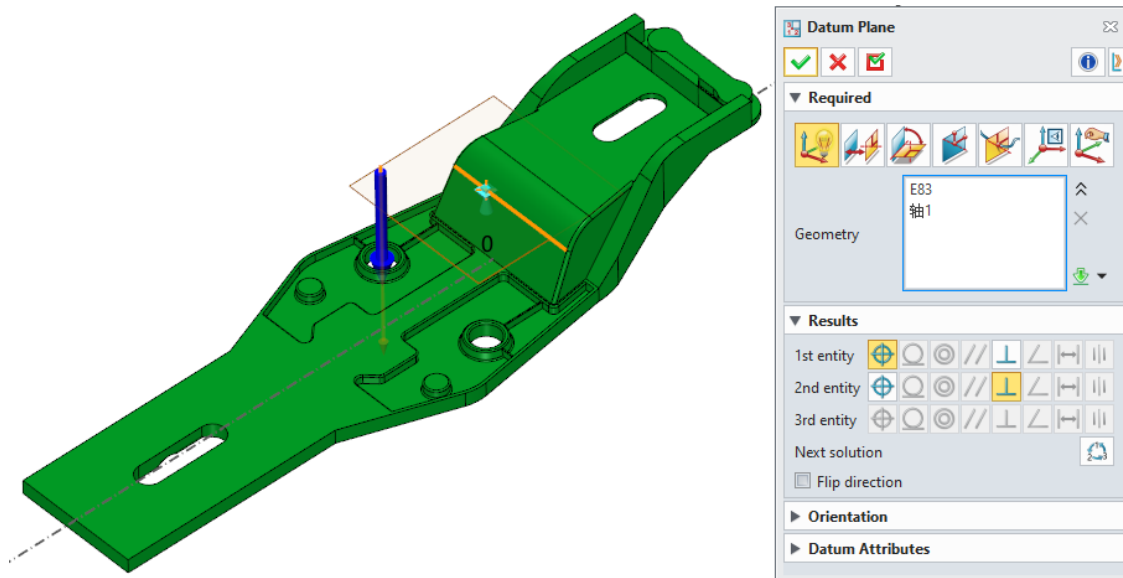 Datum Plane
Required
Geometry
E83
轴1
0
Results
1st entity
2nd entity
3rd entity
Next solution
Flip direction
Orientation
Datum Attributes